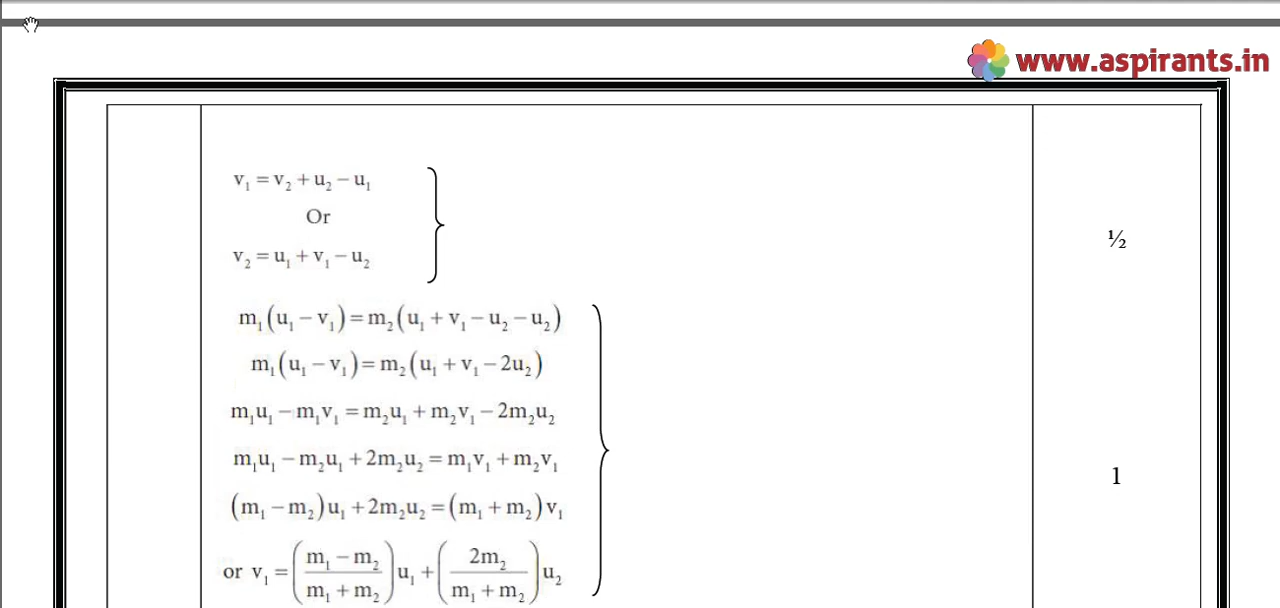 www.aspirants.in
v₁ = v₂ + u₂ − u₁
Or
v₂ = u₁ + v₁ − u₂
½
m₁(u₁ − v₁) = m₂(u₁ + v₁ − u₂ − u₂)
m₁(u₁ − v₁) = m₂(u₁ + v₁ − 2u₂)
m₁u₁ − m₁v₁ = m₂u₁ + m₂v₁ − 2m₂u₂
m₁u₁ − m₂u₁ + 2m₂u₂ = m₁v₁ + m₂v₁
1
(m₁ − m₂)u₁ + 2m₂u₂ = (m₁ + m₂)v₁
or v₁ = ((m₁ − m₂)/(m₁ + m₂))u₁ + (2m₂/(m₁ + m₂))u₂